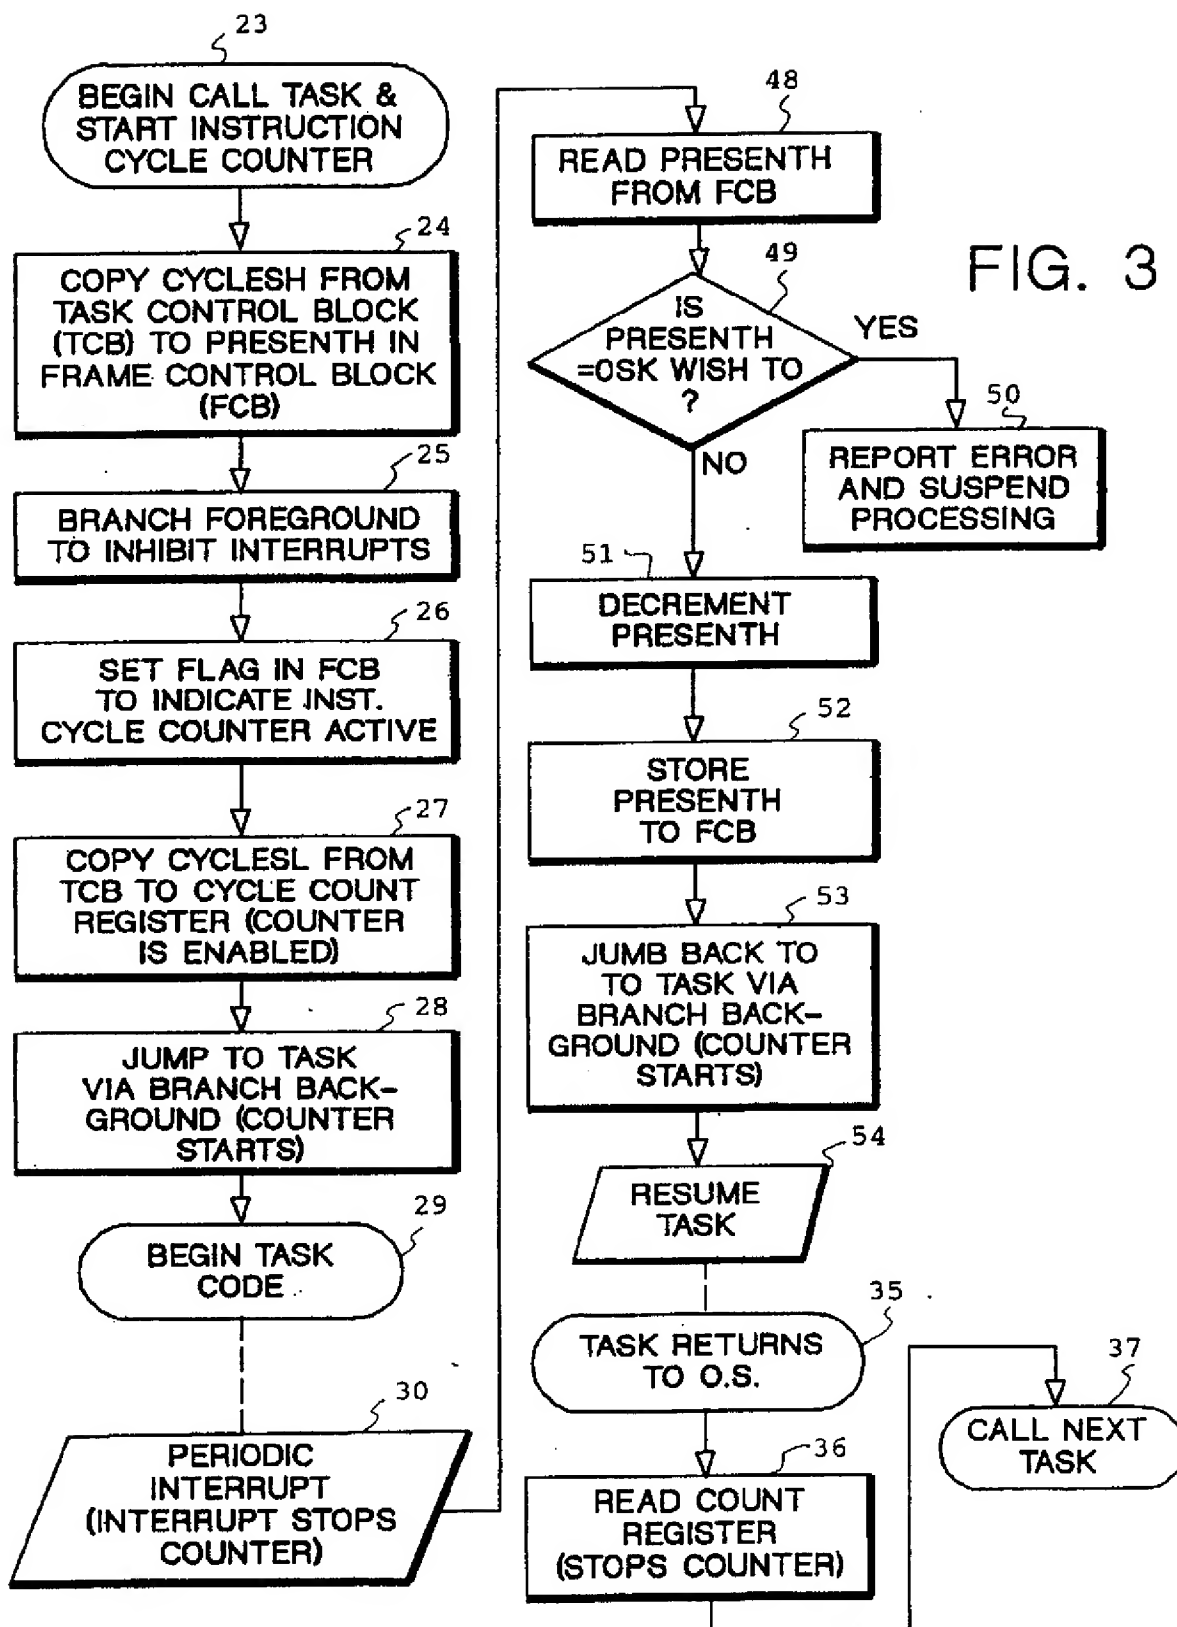 23
BEGIN CALL TASK &
START INSTRUCTION
CYCLE COUNTER
24
COPY CYCLESH FROM
TASK CONTROL BLOCK
(TCB) TO PRESENTH IN
FRAME CONTROL BLOCK
(FCB)
25
BRANCH FOREGROUND
TO INHIBIT INTERRUPTS
26
SET FLAG IN FCB
TO INDICATE INST.
CYCLE COUNTER ACTIVE
27
COPY CYCLESL FROM
TCB TO CYCLE COUNT
REGISTER (COUNTER
IS ENABLED)
28
JUMP TO TASK
VIA BRANCH BACK-
GROUND (COUNTER
STARTS)
29
BEGIN TASK
CODE
30
PERIODIC
INTERRUPT
(INTERRUPT STOPS
COUNTER)
48
READ PRESENTH
FROM FCB
FIG. 3
49
IS
PRESENTH
=0SK WISH TO
?
YES
NO
50
REPORT ERROR
AND SUSPEND
PROCESSING
51
DECREMENT
PRESENTH
52
STORE
PRESENTH
TO FCB
53
JUMB BACK TO
TO TASK VIA
BRANCH BACK-
GROUND (COUNTER
STARTS)
54
RESUME
TASK
35
TASK RETURNS
TO O.S.
36
READ COUNT
REGISTER
(STOPS COUNTER)
37
CALL NEXT
TASK